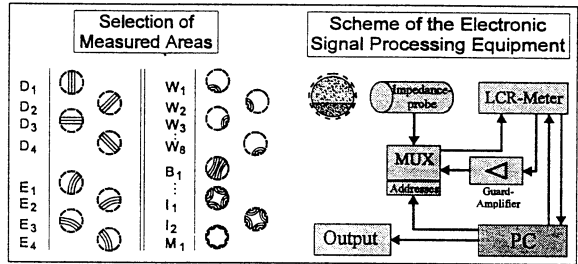 Selection of
Measured Areas
D1
D2
D3
D4
E1
E2
E3
E4
W1
W2
W3
⋮
W8
B1
⋮
I1
I2
M1
Scheme of the Electronic
Signal Processing Equipment
Impedance-
probe
LCR-Meter
MUX
Addresses
Guard-
Amplifier
Output
PC